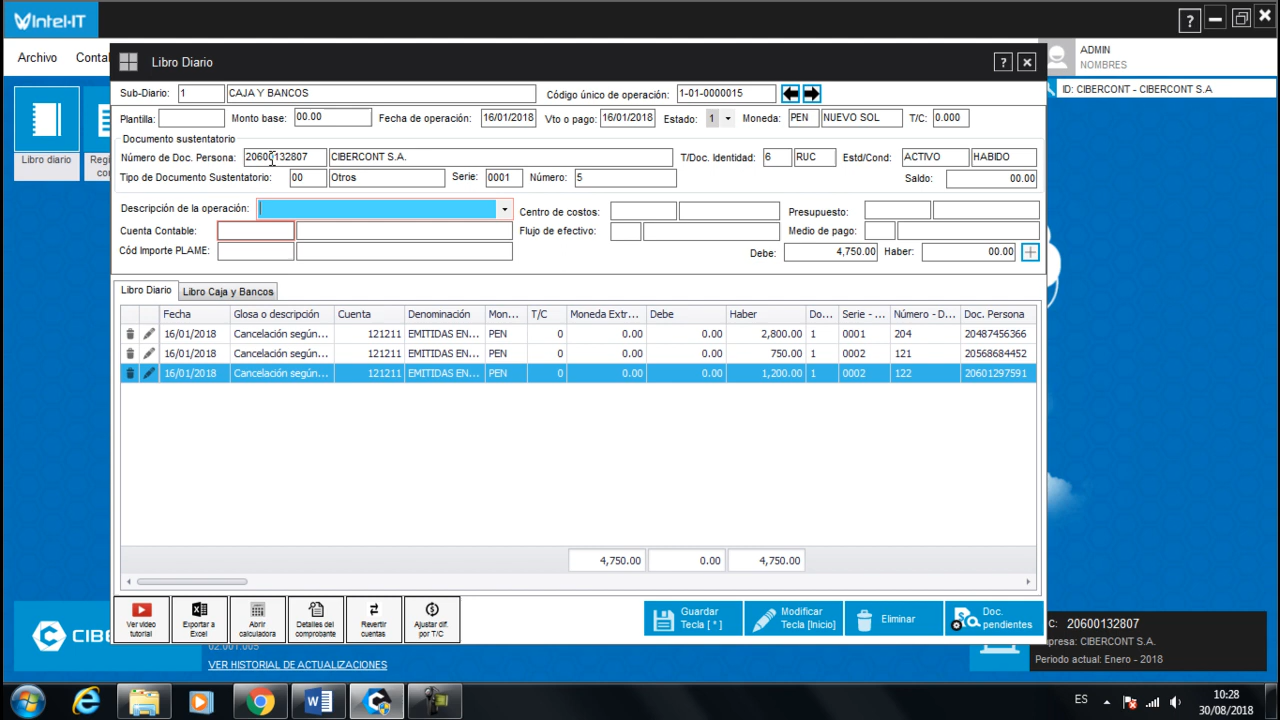 Wintel·IT
?
Archivo Contal
ADMIN
NOMBRES
ID: CIBERCONT - CIBERCONT S.A
Libro diario
Libro Diario
?
Sub-Diario: 1 CAJA Y BANCOS Código único de operación: 1-01-0000015
Plantilla: Monto base: 00.00 Fecha de operación: 16/01/2018 Vto o pago: 16/01/2018 Estado: 1 Moneda: PEN NUEVO SOL T/C: 0.000
Documento sustentatorio
Número de Doc. Persona: 20600132807 CIBERCONT S.A. T/Doc. Identidad: 6 RUC Estd/Cond: ACTIVO HABIDO
Tipo de Documento Sustentatorio: 00 Otros Serie: 0001 Número: 5 Saldo: 00.00
Descripción de la operación: Centro de costos: Presupuesto:
Cuenta Contable: Flujo de efectivo: Medio de pago:
Cód Importe PLAME: Debe: 4,750.00 Haber: 00.00 +
Libro Diario Libro Caja y Bancos
Fecha Glosa o descripción Cuenta Denominación Mon... T/C Moneda Extr... Debe Haber Do... Serie - ... Número - D... Doc. Persona
16/01/2018 Cancelación según... 121211 EMITIDAS EN... PEN 0 0.00 0.00 2,800.00 1 0001 204 20487456366
16/01/2018 Cancelación según... 121211 EMITIDAS EN... PEN 0 0.00 0.00 750.00 1 0002 121 20568684452
16/01/2018 Cancelación según... 121211 EMITIDAS EN... PEN 0 0.00 0.00 1,200.00 1 0002 122 20601297591
4,750.00 0.00 4,750.00
Ver video tutorial
Exportar a Excel
Abrir calculadora
Detalles del comprobante
Revertir cuentas
Ajustar dif. por T/C
Guardar Tecla [ * ]
Modificar Tecla [Inicio]
Eliminar
Doc. pendientes
CIBE
02.001.005
VER HISTORIAL DE ACTUALIZACIONES
C: 20600132807
presa: CIBERCONT S.A.
Periodo actual: Enero - 2018
ES
10:28
30/08/2018